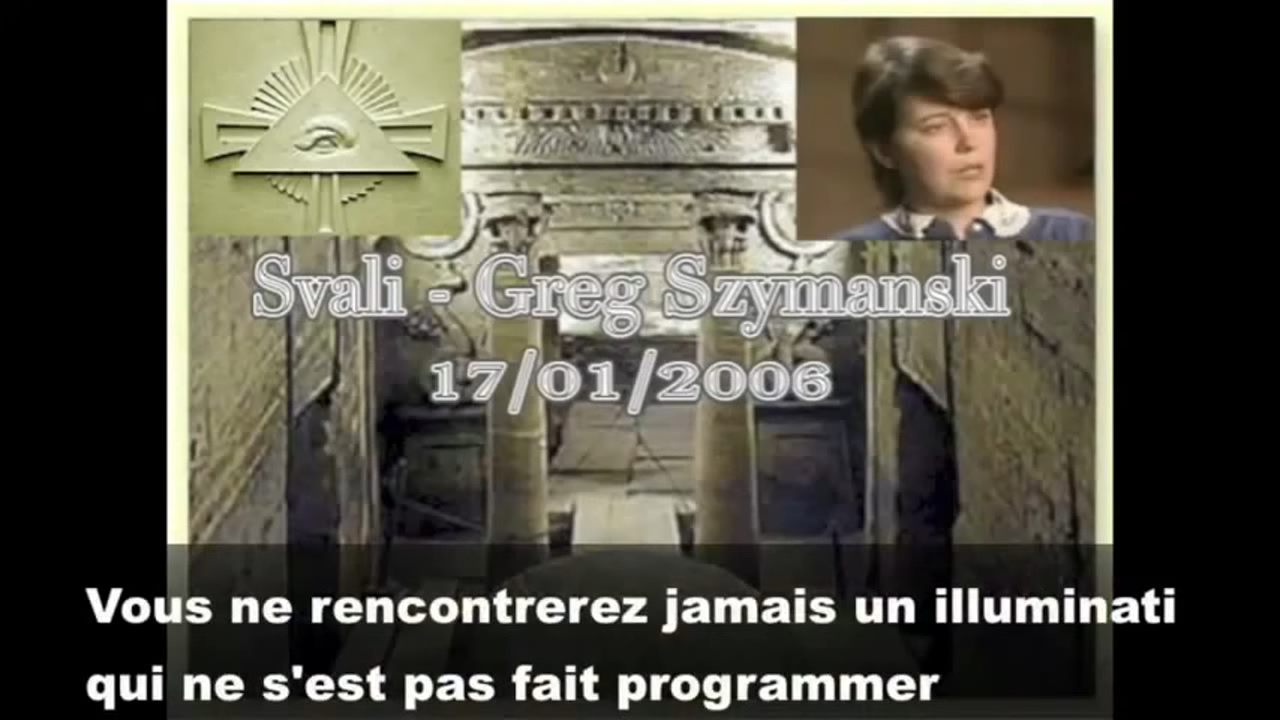 Svali - Greg Szymanski
17/01/2006
Vous ne rencontrerez jamais un illuminati
qui ne s'est pas fait programmer